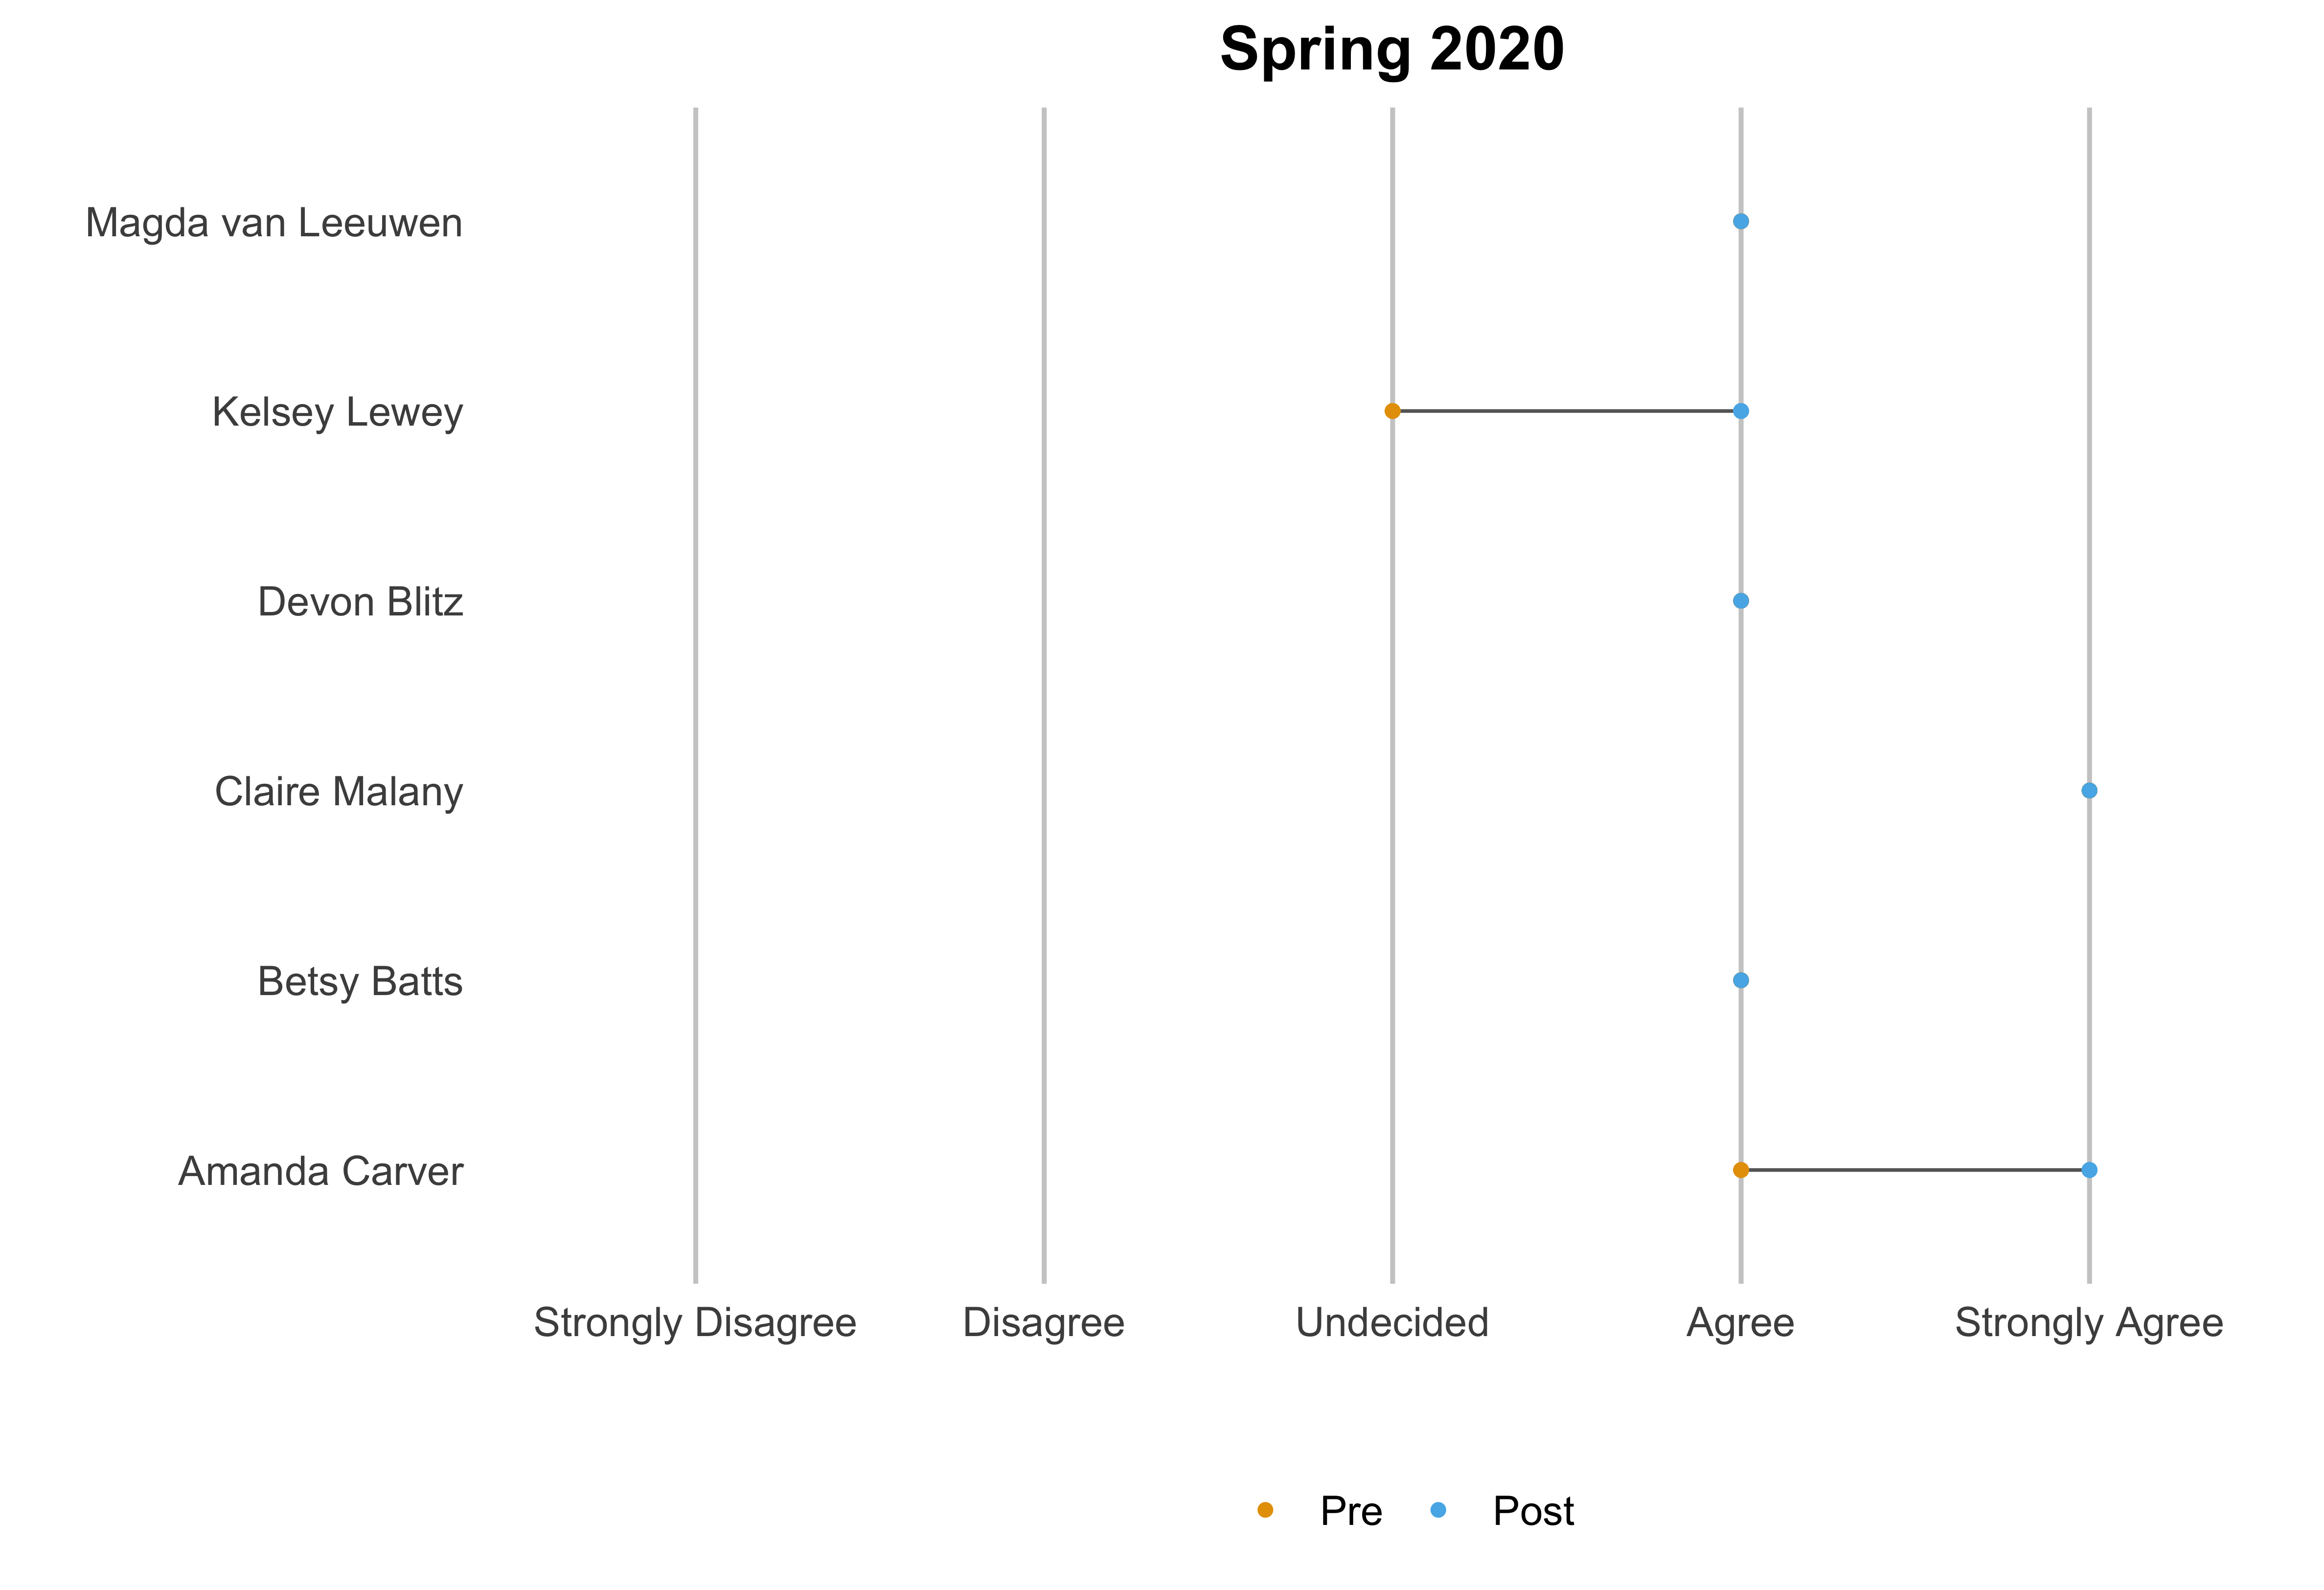 Spring 2020
Magda van Leeuwen
Kelsey Lewey
Devon Blitz
Claire Malany
Betsy Batts
Amanda Carver
Strongly Disagree Disagree Undecided Agree Strongly Agree
Pre Post